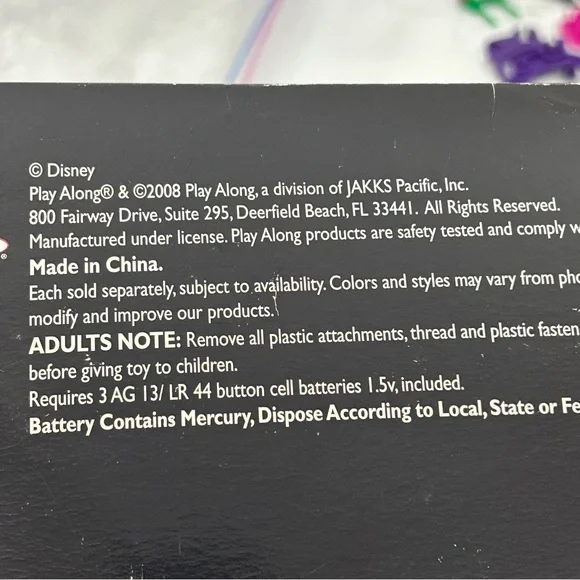 © Disney
Play Along® & ©2008 Play Along, a division of JAKKS Pacific, Inc.
800 Fairway Drive, Suite 295, Deerfield Beach, FL 33441. All Rights Reserved.
Manufactured under license. Play Along products are safety tested and comply w
®
Made in China.
Each sold separately, subject to availability. Colors and styles may vary from pho
modify and improve our products.
ADULTS NOTE: Remove all plastic attachments, thread and plastic fasten
before giving toy to children.
Requires 3 AG 13/ LR 44 button cell batteries 1.5v, included.
Battery Contains Mercury, Dispose According to Local, State or Fe